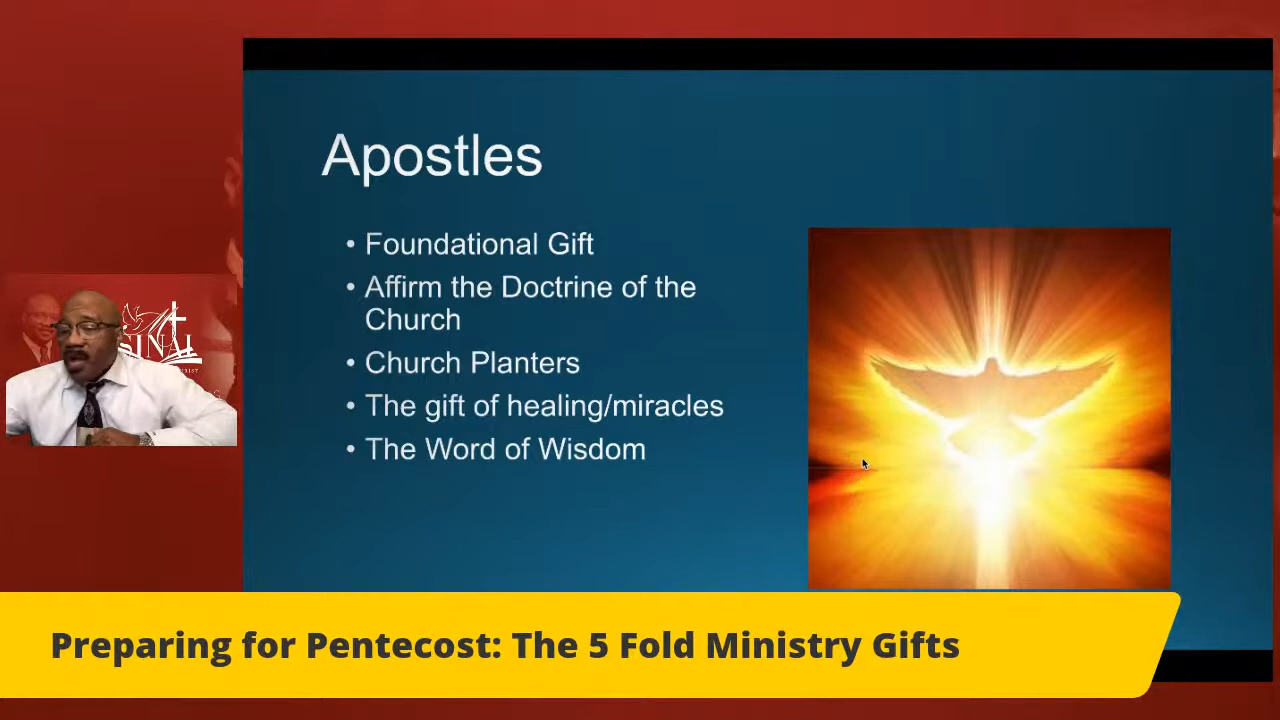 Apostles
• Foundational Gift
• Affirm the Doctrine of the
Church
• Church Planters
• The gift of healing/miracles
• The Word of Wisdom
SINAI
Preparing for Pentecost: The 5 Fold Ministry Gifts